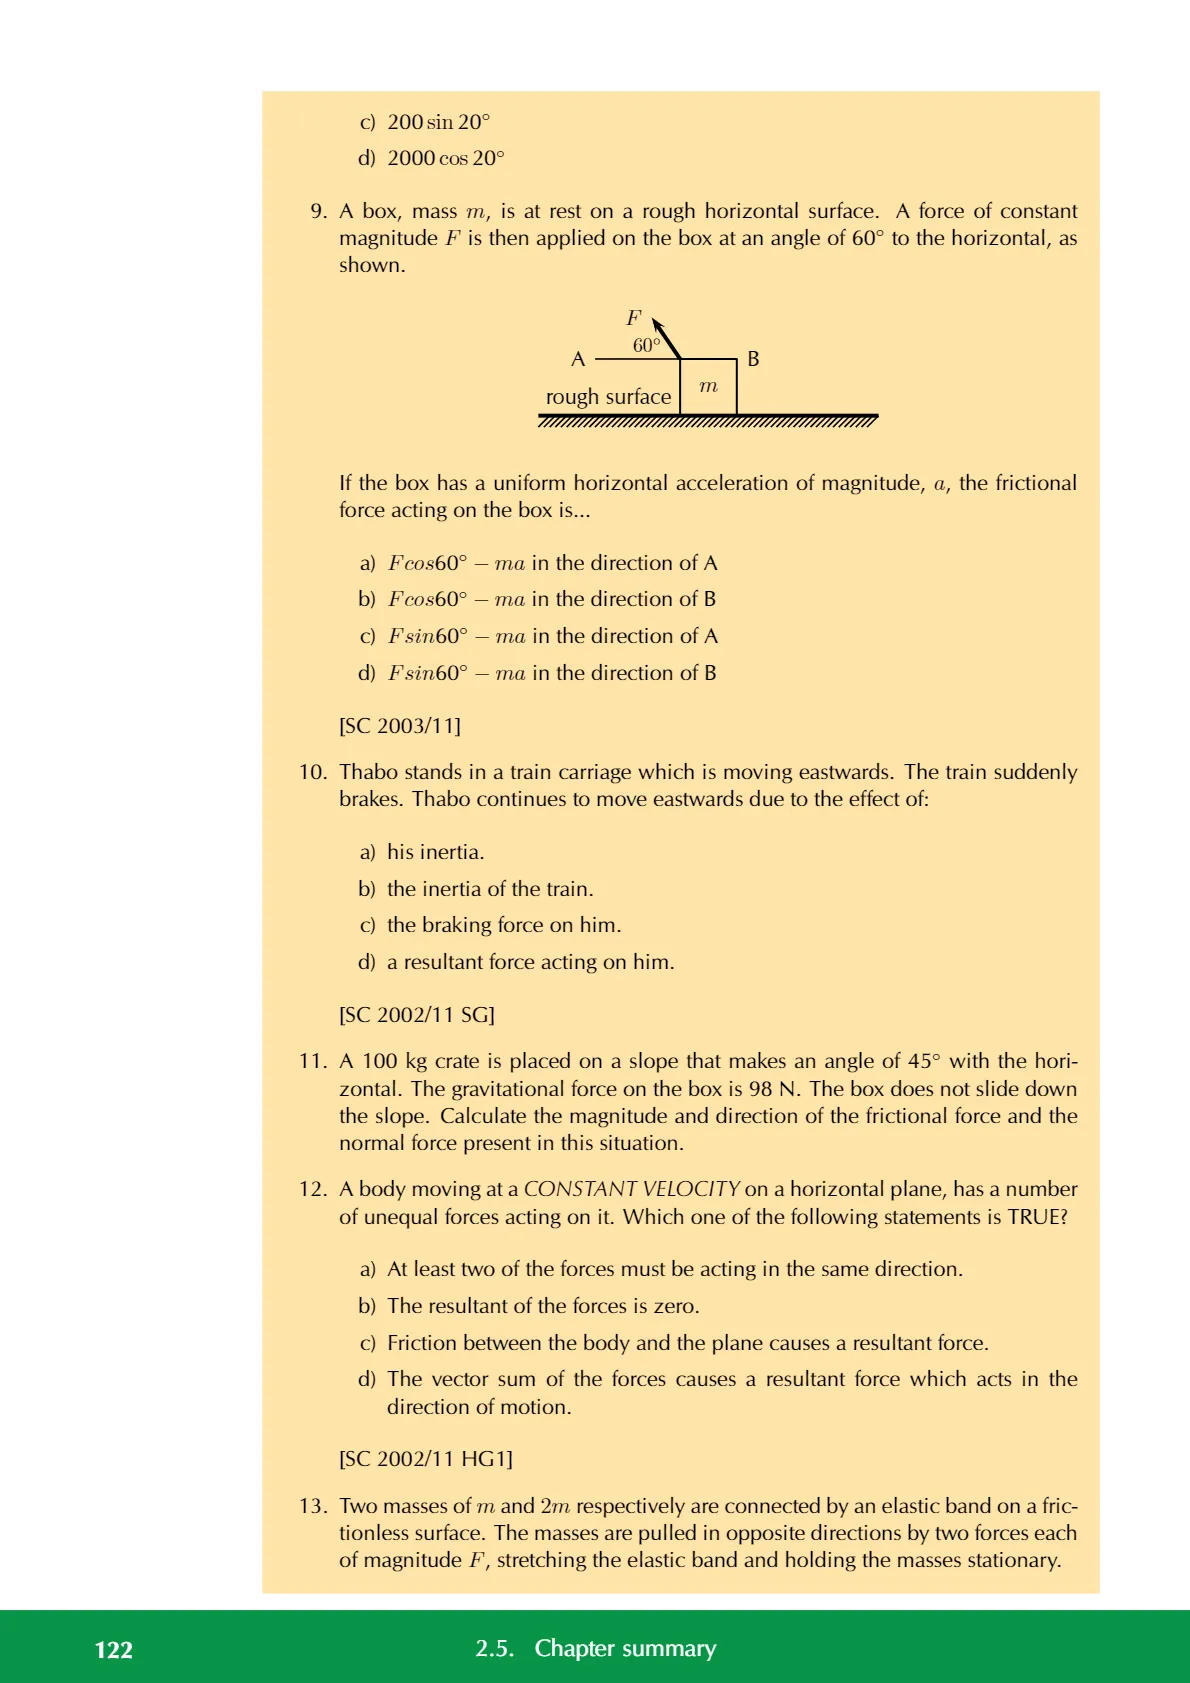 c) 200 sin 20°
d) 2000 cos 20°
9. A box, mass m, is at rest on a rough horizontal surface. A force of constant
magnitude F is then applied on the box at an angle of 60° to the horizontal, as
shown.
F
60°
A
B
m
rough surface
If the box has a uniform horizontal acceleration of magnitude, a, the frictional
force acting on the box is...
a) Fcos60° − ma in the direction of A
b) Fcos60° − ma in the direction of B
c) Fsin60° − ma in the direction of A
d) Fsin60° − ma in the direction of B
[SC 2003/11]
10. Thabo stands in a train carriage which is moving eastwards. The train suddenly
brakes. Thabo continues to move eastwards due to the effect of:
a) his inertia.
b) the inertia of the train.
c) the braking force on him.
d) a resultant force acting on him.
[SC 2002/11 SG]
11. A 100 kg crate is placed on a slope that makes an angle of 45° with the hori-
zontal. The gravitational force on the box is 98 N. The box does not slide down
the slope. Calculate the magnitude and direction of the frictional force and the
normal force present in this situation.
12. A body moving at a CONSTANT VELOCITY on a horizontal plane, has a number
of unequal forces acting on it. Which one of the following statements is TRUE?
a) At least two of the forces must be acting in the same direction.
b) The resultant of the forces is zero.
c) Friction between the body and the plane causes a resultant force.
d) The vector sum of the forces causes a resultant force which acts in the
direction of motion.
[SC 2002/11 HG1]
13. Two masses of m and 2m respectively are connected by an elastic band on a fric-
tionless surface. The masses are pulled in opposite directions by two forces each
of magnitude F, stretching the elastic band and holding the masses stationary.
122
2.5. Chapter summary